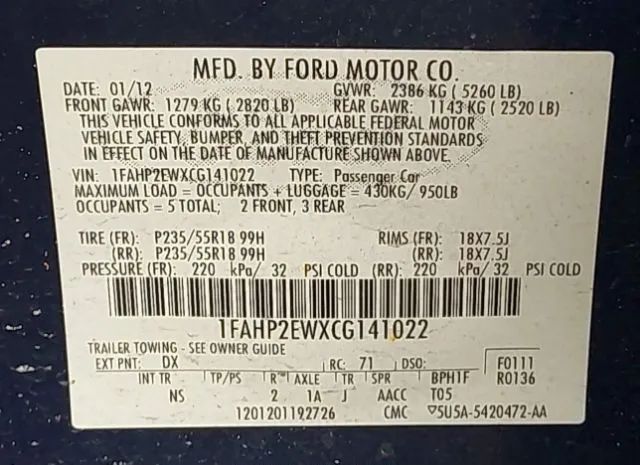 MFD. BY FORD MOTOR CO.
DATE: 01/12 GVWR: 2386 KG ( 5260 LB)
FRONT GAWR: 1279 KG ( 2820 LB) REAR GAWR: 1143 KG ( 2520 LB)
THIS VEHICLE CONFORMS TO ALL APPLICABLE FEDERAL MOTOR
VEHICLE SAFETY, BUMPER, AND THEFT PREVENTION STANDARDS
IN EFFECT ON THE DATE OF MANUFACTURE SHOWN ABOVE.
VIN: 1FAHP2EWXCG141022 TYPE: Passenger Car
MAXIMUM LOAD = OCCUPANTS + LUGGAGE = 430KG/ 950LB
OCCUPANTS = 5 TOTAL; 2 FRONT, 3 REAR
TIRE (FR): P235/55R18 99H RIMS (FR): 18X7.5J
(RR): P235/55R18 99H (RR): 18X7.5J
PRESSURE (FR): 220 kPa/ 32 PSI COLD (RR): 220 kPa/ 32 PSI COLD
1FAHP2EWXCG141022
TRAILER TOWING - SEE OWNER GUIDE
EXT PNT: DX RC: 71 DSO: F0111
INT TR TP/PS R AXLE TR SPR BPH1F R0136
NS 2 1A J AACC T05
1201201192726 CMC ▽5U5A-5420472-AA